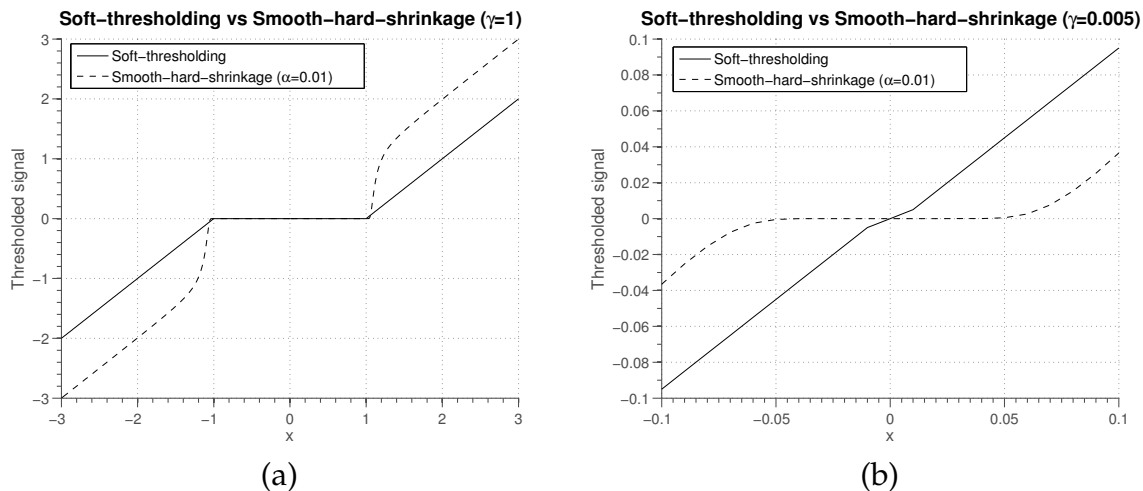 Soft−thresholding vs Smooth−hard−shrinkage (γ=1)
3
2
1
0
−1
−2
−3
Thresholded signal
Soft−thresholding
Smooth−hard−shrinkage (α=0.01)
−3 −2 −1 0 1 2 3
x
(a)
Soft−thresholding vs Smooth−hard−shrinkage (γ=0.005)
0.1
0.08
0.06
0.04
0.02
0
−0.02
−0.04
−0.06
−0.08
−0.1
Thresholded signal
Soft−thresholding
Smooth−hard−shrinkage (α=0.01)
−0.1 −0.05 0 0.05 0.1
x
(b)